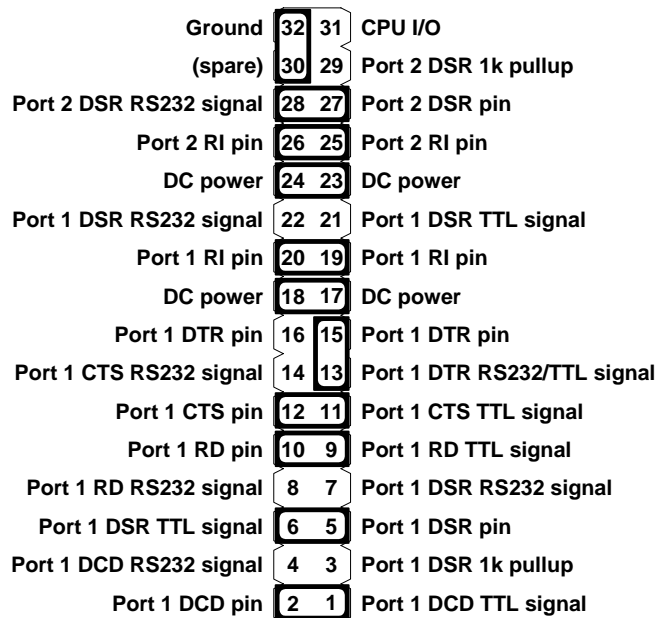 Ground 32 31 CPU I/O
(spare) 30 29 Port 2 DSR 1k pullup
Port 2 DSR RS232 signal 28 27 Port 2 DSR pin
Port 2 RI pin 26 25 Port 2 RI pin
DC power 24 23 DC power
Port 1 DSR RS232 signal 22 21 Port 1 DSR TTL signal
Port 1 RI pin 20 19 Port 1 RI pin
DC power 18 17 DC power
Port 1 DTR pin 16 15 Port 1 DTR pin
Port 1 CTS RS232 signal 14 13 Port 1 DTR RS232/TTL signal
Port 1 CTS pin 12 11 Port 1 CTS TTL signal
Port 1 RD pin 10 9 Port 1 RD TTL signal
Port 1 RD RS232 signal 8 7 Port 1 DSR RS232 signal
Port 1 DSR TTL signal 6 5 Port 1 DSR pin
Port 1 DCD RS232 signal 4 3 Port 1 DSR 1k pullup
Port 1 DCD pin 2 1 Port 1 DCD TTL signal